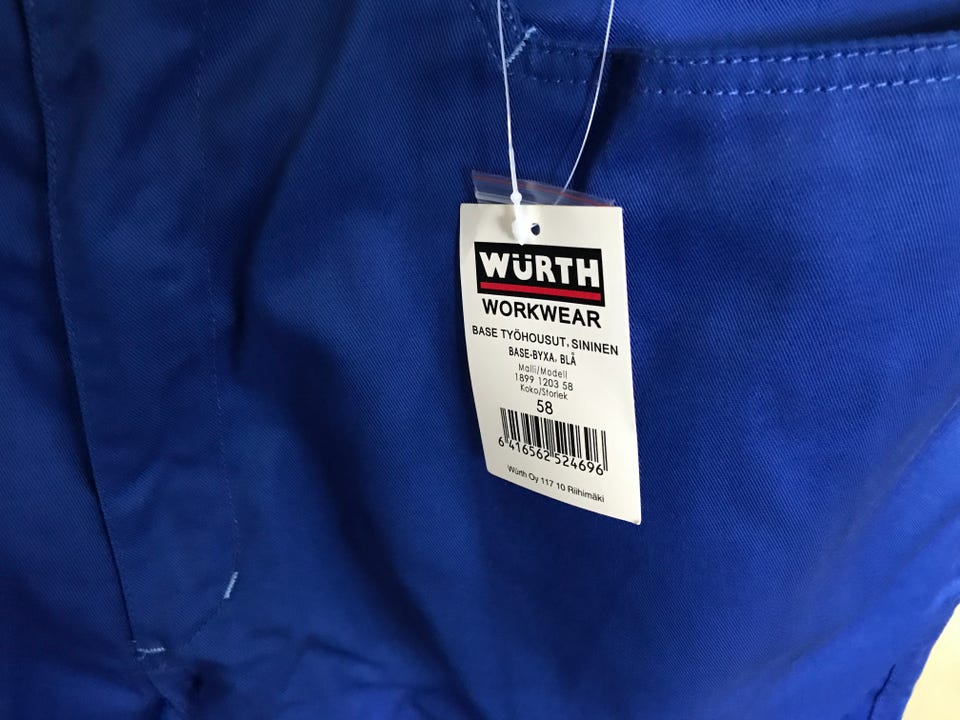 WÜRTH
WORKWEAR
BASE TYÖHOUSUT, SININEN
BASE-BYXA, BLÅ
Malli/Modell
1899 1203 58
Koko/Storlek
58
6 416562 524696
Würth Oy 117 10 Riihimäki